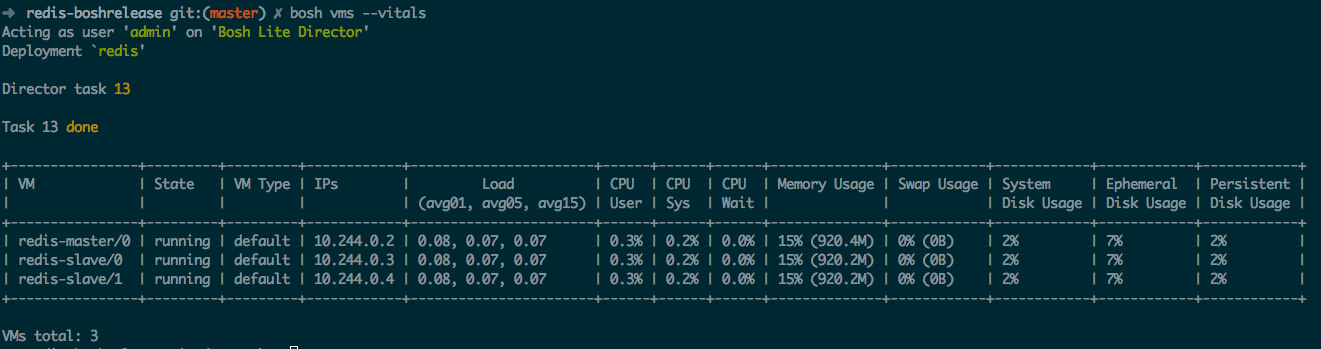 ➜ redis-boshrelease git:(master) ✗ bosh vms --vitals
Acting as user 'admin' on 'Bosh Lite Director'
Deployment `redis'
Director task 13
Task 13 done
+----------------+---------+---------+------------+-----------------------+------+------+------+--------------+------------+------------+------------+------------+
| VM | State | VM Type | IPs | Load | CPU | CPU | CPU | Memory Usage | Swap Usage | System | Ephemeral | Persistent |
| | | | | (avg01, avg05, avg15) | User | Sys | Wait | | | Disk Usage | Disk Usage | Disk Usage |
+----------------+---------+---------+------------+-----------------------+------+------+------+--------------+------------+------------+------------+------------+
| redis-master/0 | running | default | 10.244.0.2 | 0.08, 0.07, 0.07 | 0.3% | 0.2% | 0.0% | 15% (920.4M) | 0% (0B) | 2% | 7% | 2% |
| redis-slave/0 | running | default | 10.244.0.3 | 0.08, 0.07, 0.07 | 0.3% | 0.2% | 0.0% | 15% (920.2M) | 0% (0B) | 2% | 7% | 2% |
| redis-slave/1 | running | default | 10.244.0.4 | 0.08, 0.07, 0.07 | 0.3% | 0.2% | 0.0% | 15% (920.2M) | 0% (0B) | 2% | 7% | 2% |
+----------------+---------+---------+------------+-----------------------+------+------+------+--------------+------------+------------+------------+------------+
VMs total: 3